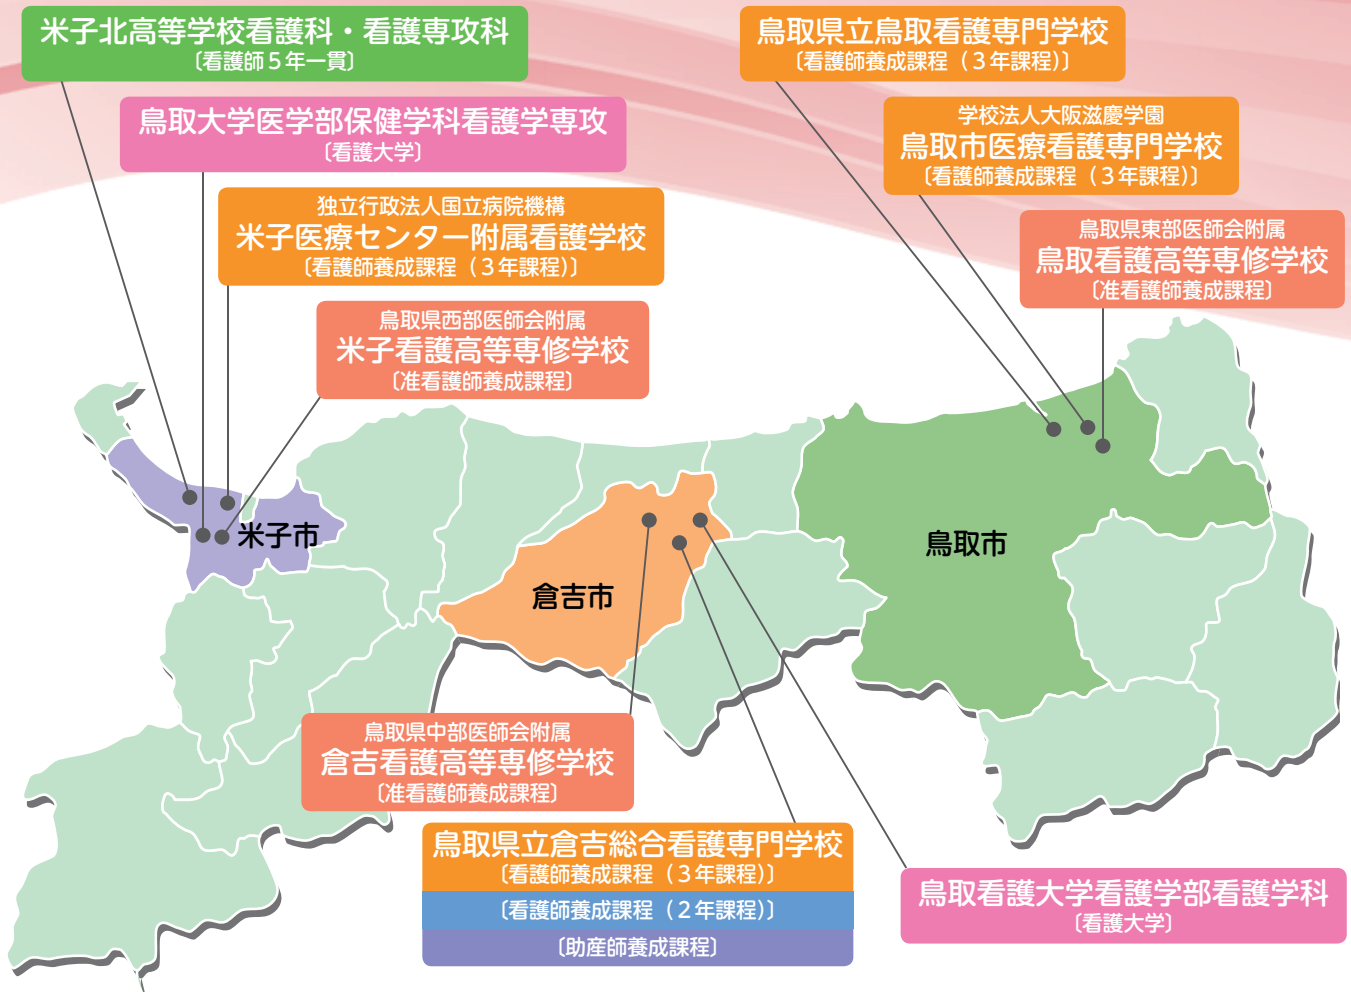 米子北高等学校看護科・看護専攻科
〔看護師５年一貫〕
鳥取大学医学部保健学科看護学専攻
〔看護大学〕
独立行政法人国立病院機構
米子医療センター附属看護学校
〔看護師養成課程（３年課程）〕
鳥取県西部医師会附属
米子看護高等専修学校
〔准看護師養成課程〕
鳥取県立鳥取看護専門学校
〔看護師養成課程（３年課程）〕
学校法人大阪滋慶学園
鳥取市医療看護専門学校
〔看護師養成課程（３年課程）〕
鳥取県東部医師会附属
鳥取看護高等専修学校
〔准看護師養成課程〕
米子市
倉吉市
鳥取市
鳥取県中部医師会附属
倉吉看護高等専修学校
〔准看護師養成課程〕
鳥取県立倉吉総合看護専門学校
〔看護師養成課程（３年課程）〕
〔看護師養成課程（２年課程）〕
〔助産師養成課程〕
鳥取看護大学看護学部看護学科
〔看護大学〕